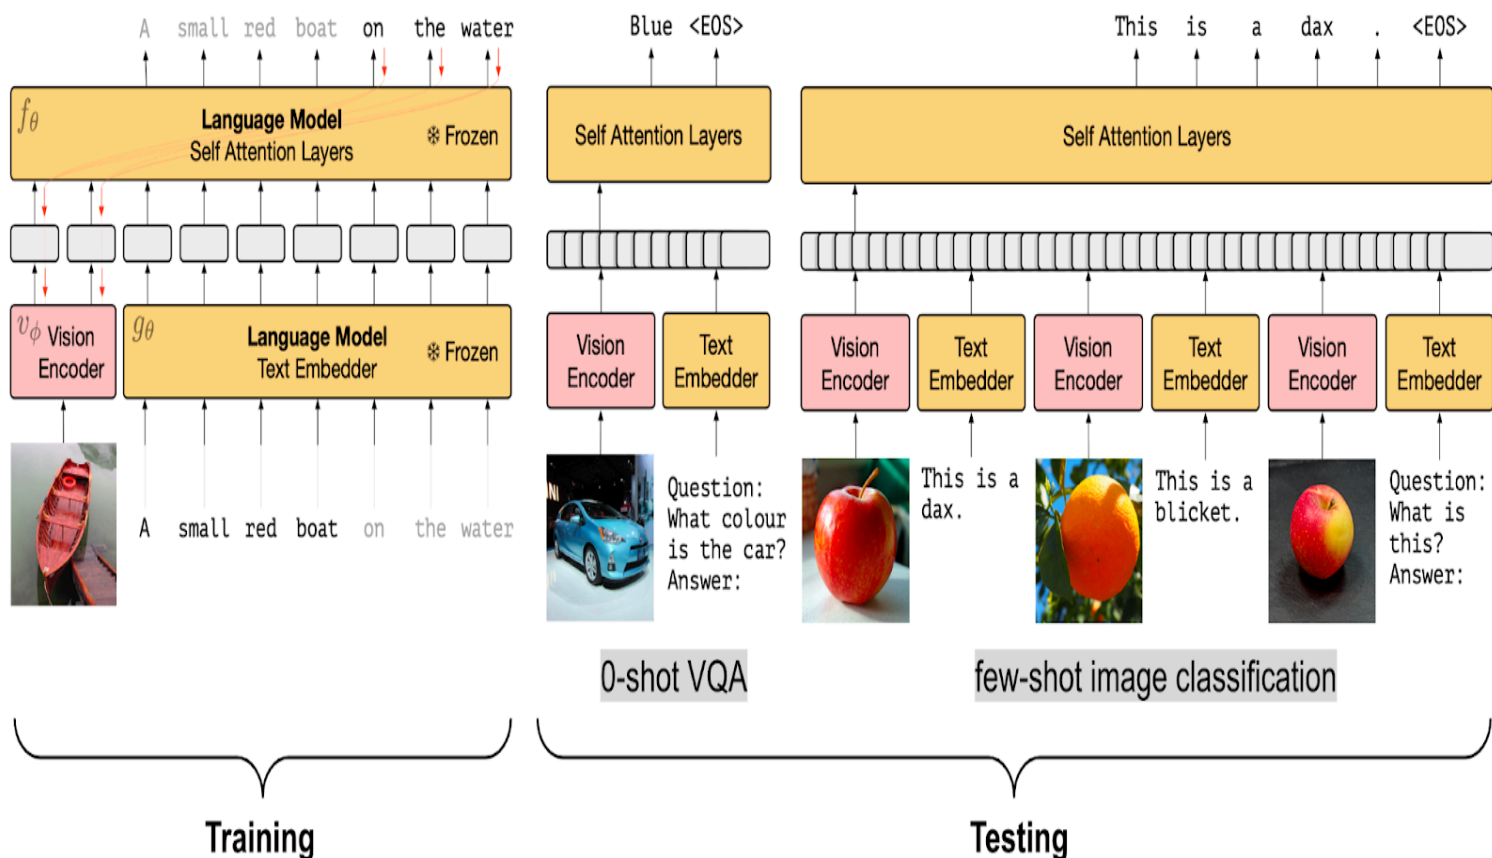 A small red boat on the water
fθ
Language Model
Self Attention Layers
❄ Frozen
vϕ Vision
Encoder
gθ
Language Model
Text Embedder
❄ Frozen
A small red boat on the water
Training
Blue <EOS>
Self Attention Layers
Vision
Encoder
Text
Embedder
Question:
What colour
is the car?
Answer:
0-shot VQA
This is a dax . <EOS>
Self Attention Layers
Vision
Encoder
Text
Embedder
Vision
Encoder
Text
Embedder
Vision
Encoder
Text
Embedder
This is a
dax.
This is a
blicket.
Question:
What is
this?
Answer:
few-shot image classification
Testing